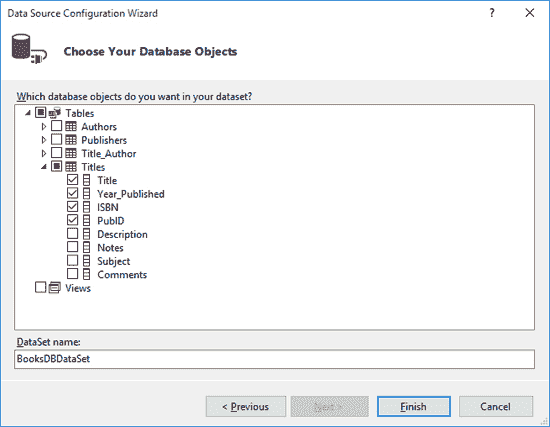 Data Source Configuration Wizard
Choose Your Database Objects
Which database objects do you want in your dataset?
Tables
Authors
Publishers
Title_Author
Titles
Title
Year_Published
ISBN
PubID
Description
Notes
Subject
Comments
Views
DataSet name:
BooksDBDataSet
< Previous Next > Finish Cancel